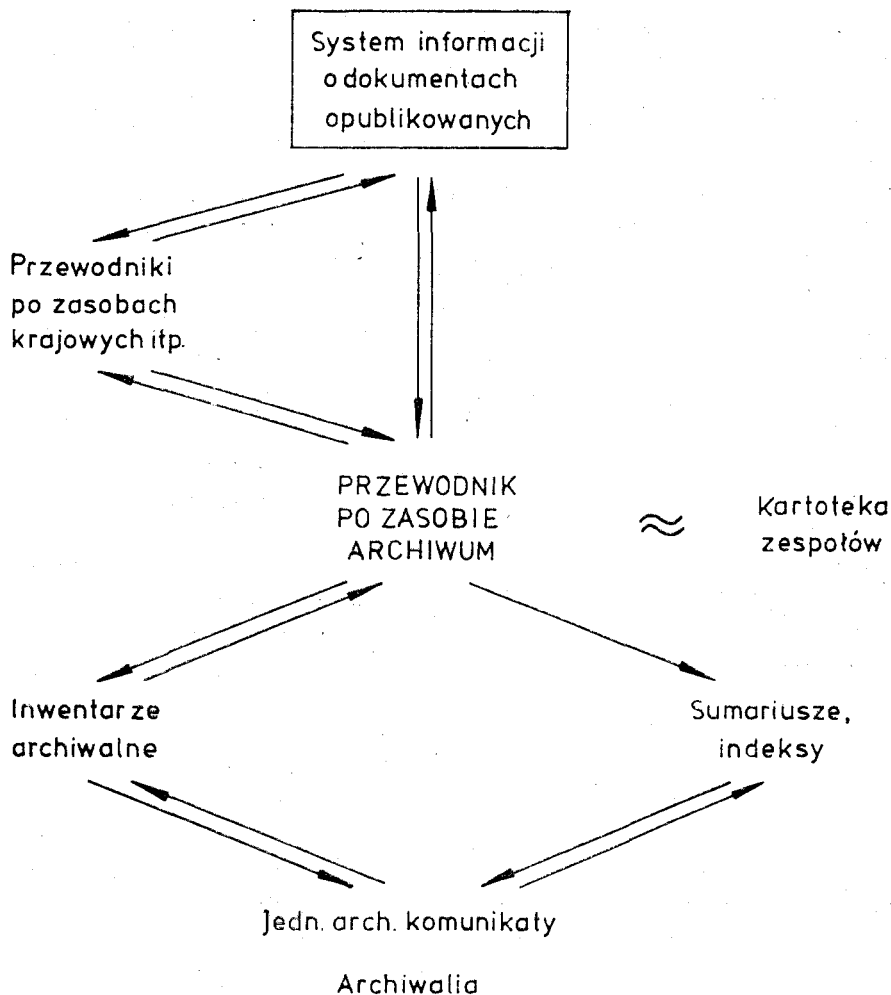 System informacji
o dokumentach
opublikowanych
Przewodniki
po zasobach
krajowych itp.
PRZEWODNIK
PO ZASOBIE
ARCHIWUM
≈
Kartoteka
zespołów
Inwentarze
archiwalne
Sumariusze,
indeksy
Jedn. arch. komunikaty
Archiwalia